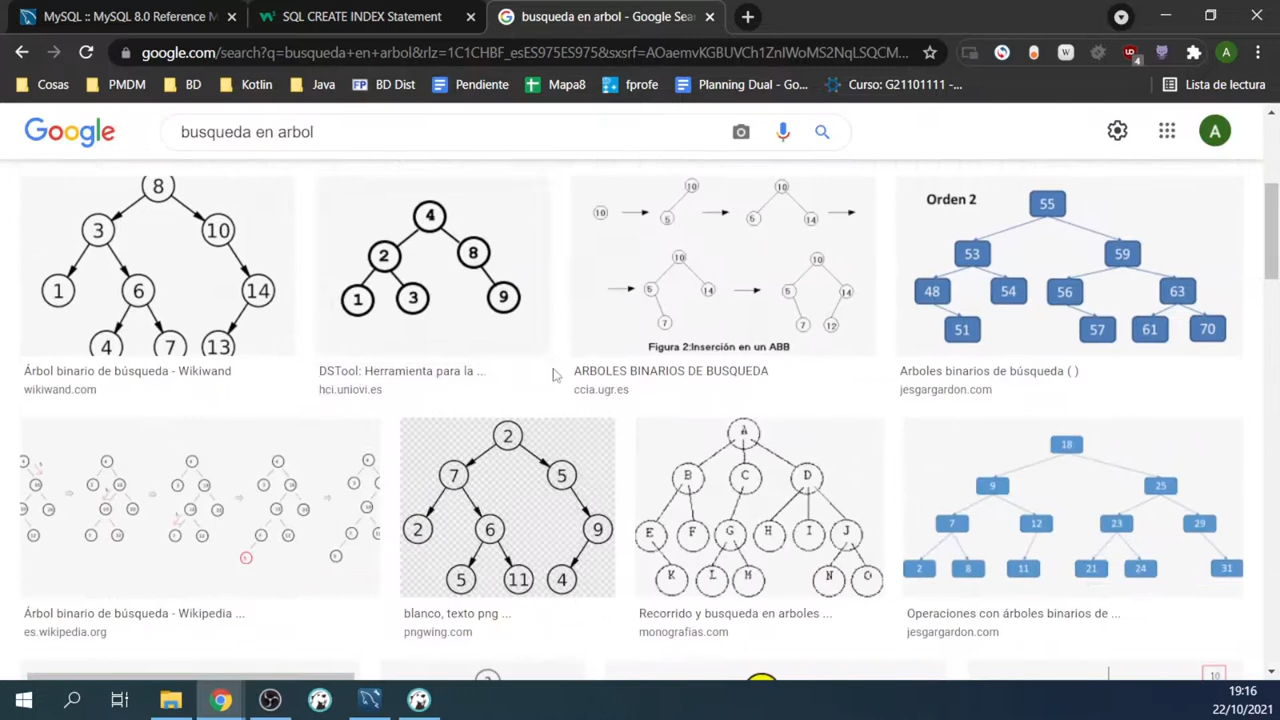 MySQL :: MySQL 8.0 Reference M
SQL CREATE INDEX Statement
busqueda en arbol - Google Sea
google.com/search?q=busqueda+en+arbol&rlz=1C1CHBF_esES975ES975&sxsrf=AOaemvKGBUVCh1ZnlWoMS2NqLSQCM...
4
A
Cosas
PMDM
BD
Kotlin
Java
FP BD Dist
Pendiente
Mapa8
fprofe
Planning Dual - Go...
Curso: G21101111 -...
Lista de lectura
Google
busqueda en arbol
A
8
3 10
1 6 14
4 7 13
4
2 8
1 3 9
10 10 10
5 5 14
10 10
5 14 5 14
7 7 12
Figura 2:Inserción en un ABB
Orden 2
55
53 59
48 54 56 63
51 57 61 70
Árbol binario de búsqueda - Wikiwand
wikiwand.com
DSTool: Herramienta para la ...
hci.uniovi.es
ARBOLES BINARIOS DE BUSQUEDA
ccia.ugr.es
Arboles binarios de búsqueda ( )
jesgargardon.com
2
7 5
2 6 9
5 11 4
A
B C D
E F G H I J
K L M N O
18
9 25
7 12 23 29
2 8 11 21 24 31
Árbol binario de búsqueda - Wikipedia ...
es.wikipedia.org
blanco, texto png ...
pngwing.com
Recorrido y busqueda en arboles ...
monografias.com
Operaciones con árboles binarios de ...
jesgargardon.com
10
19:16
22/10/2021